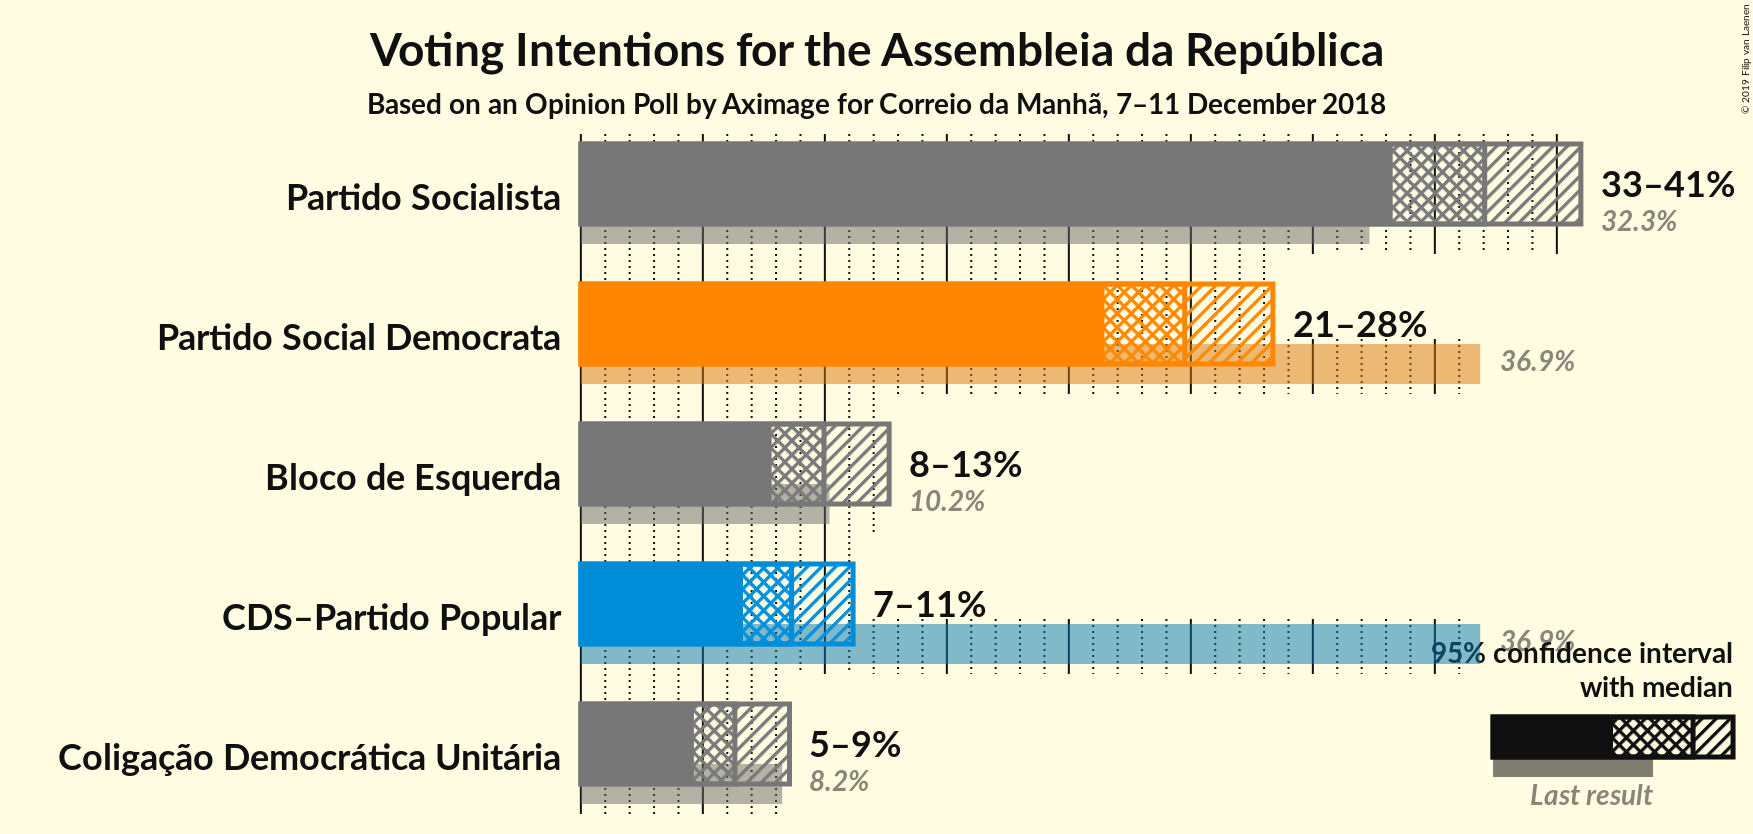 Voting Intentions for the Assembleia da República
Based on an Opinion Poll by Aximage for Correio da Manhã, 7–11 December 2018
© 2019 Filip van Laenen
Partido Socialista
33–41%
32.3%
Partido Social Democrata
21–28%
36.9%
Bloco de Esquerda
8–13%
10.2%
CDS–Partido Popular
7–11%
36.9%
Coligação Democrática Unitária
5–9%
8.2%
95% confidence interval
with median
Last result